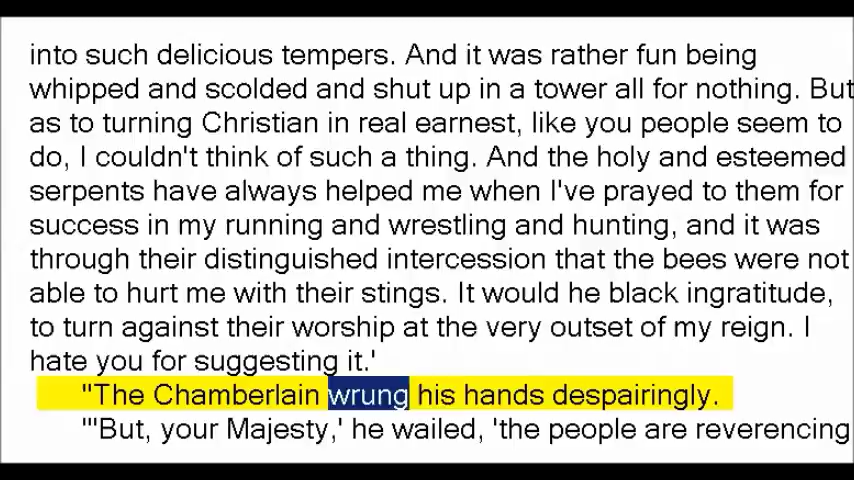 into such delicious tempers. And it was rather fun being
whipped and scolded and shut up in a tower all for nothing. But
as to turning Christian in real earnest, like you people seem to
do, I couldn't think of such a thing. And the holy and esteemed
serpents have always helped me when I've prayed to them for
success in my running and wrestling and hunting, and it was
through their distinguished intercession that the bees were not
able to hurt me with their stings. It would he black ingratitude,
to turn against their worship at the very outset of my reign. I
hate you for suggesting it.'
"The Chamberlain wrung his hands despairingly.
"'But, your Majesty,' he wailed, 'the people are reverencing